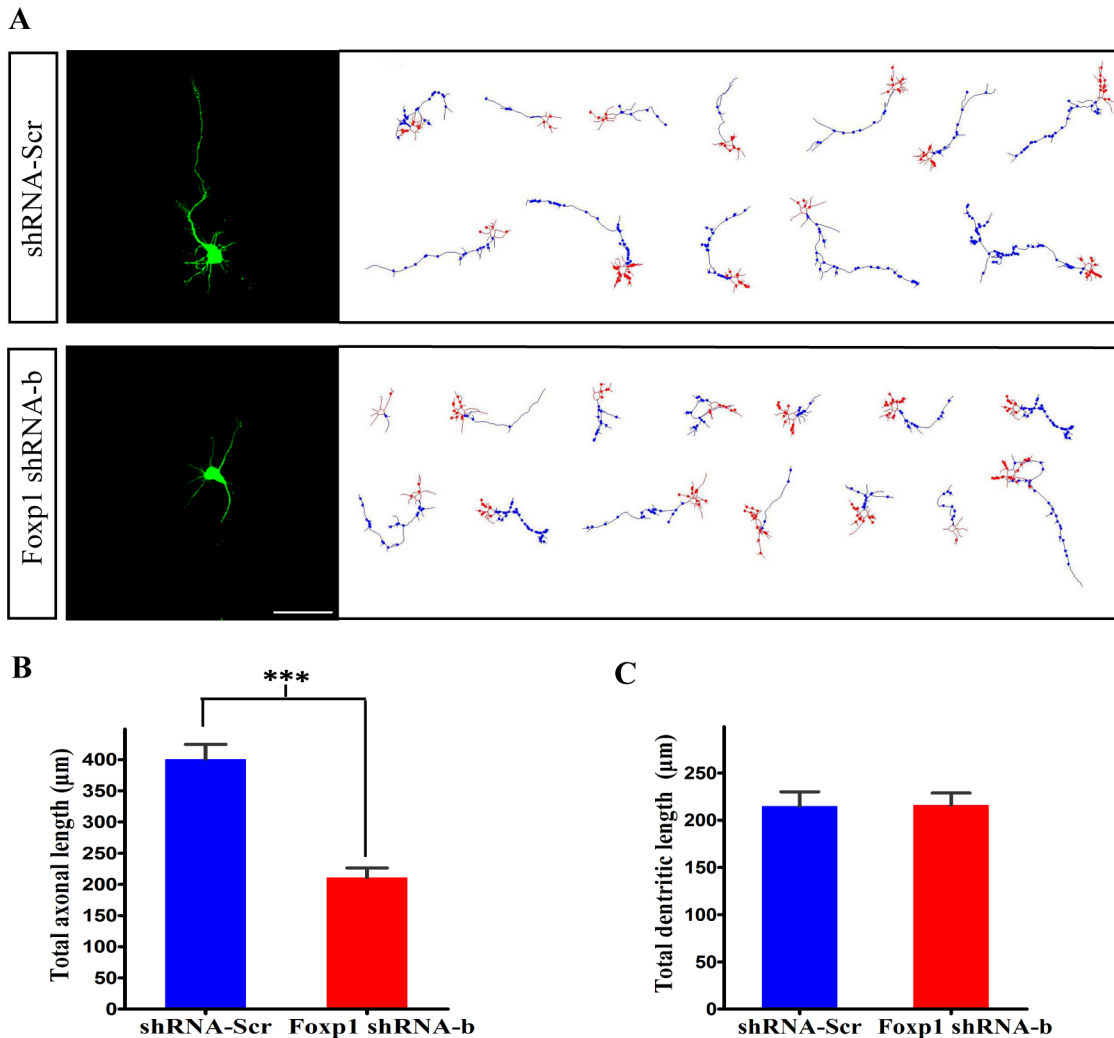 A
shRNA-Scr
Foxp1 shRNA-b
B
***
Total axonal length (µm)
400
350
300
250
200
150
100
50
0
shRNA-Scr Foxp1 shRNA-b
C
Total dentritic length (µm)
250
200
150
100
50
0
shRNA-Scr Foxp1 shRNA-b